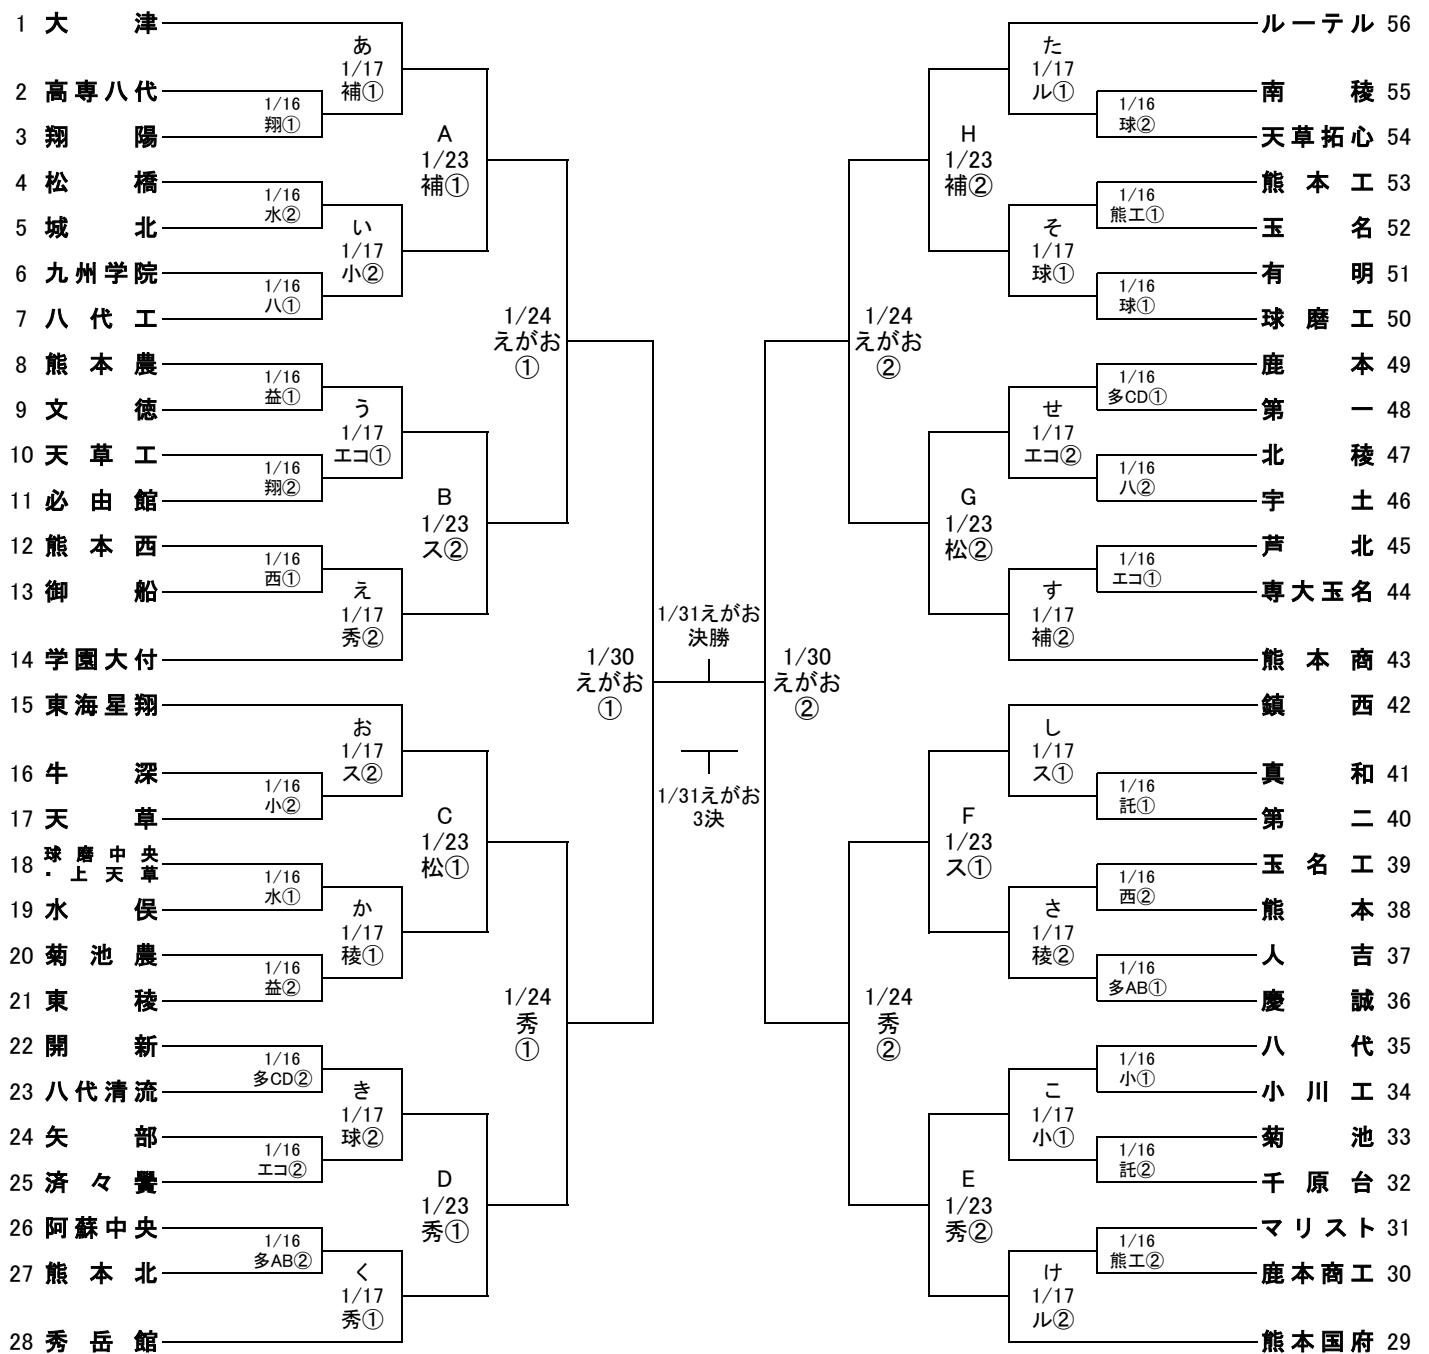 1 大津
あ
1/17
補①
2 高専八代
1/16
翔①
3 翔陽
A
1/23
補①
4 松橋
1/16
水②
5 城北
い
1/17
小②
6 九州学院
1/16
八①
7 八代工
1/24
えがお
①
8 熊本農
1/16
益①
9 文徳
う
1/17
エコ①
10 天草工
1/16
翔②
11 必由館
B
1/23
ス②
12 熊本西
1/16
西①
13 御船
え
1/17
秀②
14 学園大付
1/30
えがお
①
15 東海星翔
お
1/17
ス②
16 牛深
1/16
小②
17 天草
C
1/23
松①
18 球磨中央
・上天草
1/16
水①
19 水俣
か
1/17
稜①
20 菊池農
1/16
益②
21 東稜
1/24
秀
①
22 開新
1/16
多CD②
23 八代清流
き
1/17
球②
24 矢部
1/16
エコ②
25 済々黌
D
1/23
秀①
26 阿蘇中央
1/16
多AB②
27 熊本北
く
1/17
秀①
28 秀岳館
1/31えがお
決勝
1/31えがお
3決
ルーテル 56
た
1/17
ル①
南稜 55
1/16
球②
天草拓心 54
H
1/23
補②
熊本工 53
1/16
熊工①
玉名 52
そ
1/17
球①
有明 51
1/16
球①
球磨工 50
1/24
えがお
②
鹿本 49
1/16
多CD①
第一 48
せ
1/17
エコ②
北稜 47
1/16
八②
宇土 46
G
1/23
松②
芦北 45
1/16
エコ①
専大玉名 44
す
1/17
補②
熊本商 43
1/30
えがお
②
鎮西 42
し
1/17
ス①
真和 41
1/16
託①
第二 40
F
1/23
ス①
玉名工 39
1/16
西②
熊本 38
さ
1/17
稜②
人吉 37
1/16
多AB①
慶誠 36
1/24
秀
②
八代 35
1/16
小①
小川工 34
こ
1/17
小①
菊池 33
1/16
託②
千原台 32
E
1/23
秀②
マリスト 31
1/16
熊工②
鹿本商工 30
け
1/17
ル②
熊本国府 29